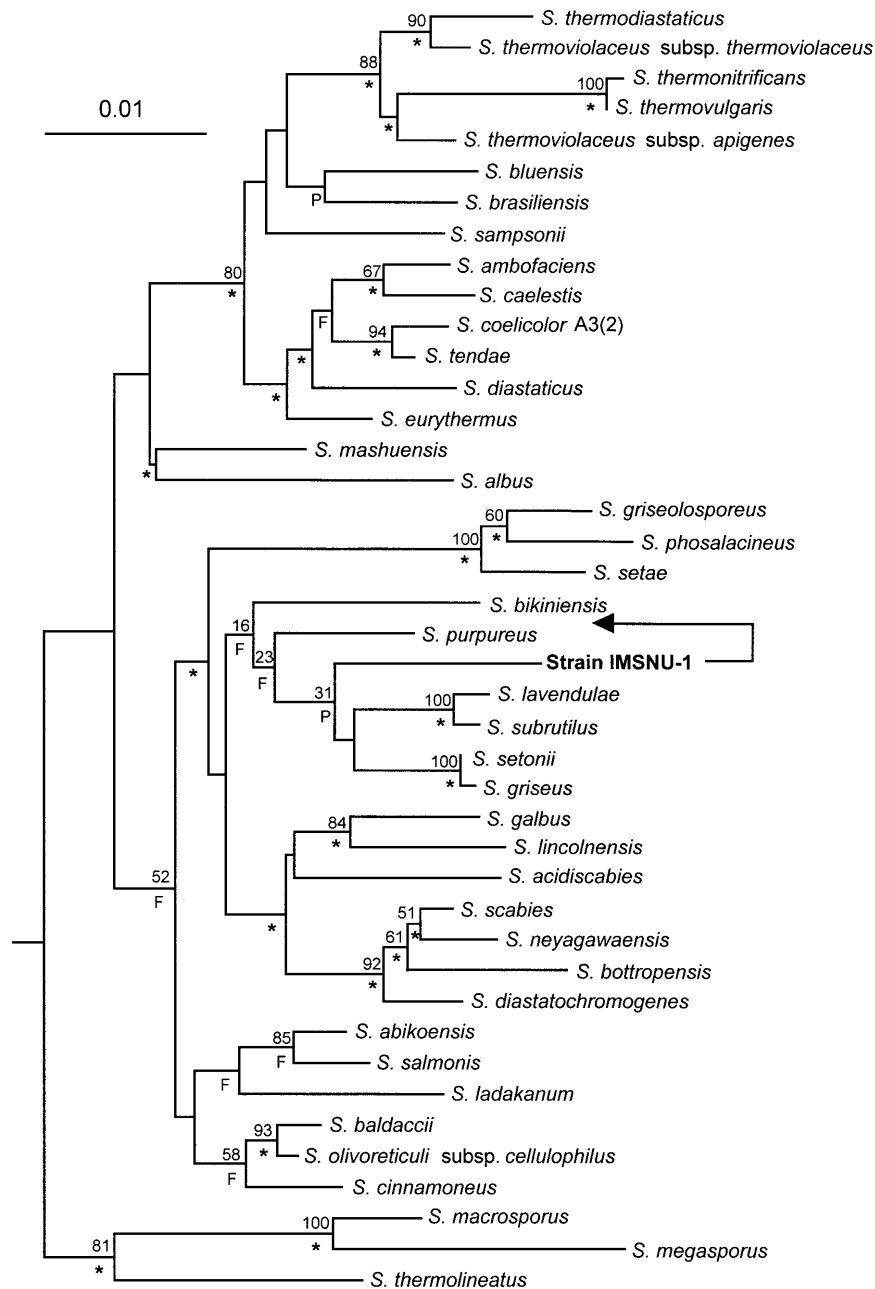 90
S. thermodiastaticus
*
S. thermoviolaceus subsp. thermoviolaceus
88
*
100
S. thermonitrificans
*
S. thermovulgaris
0.01
*
S. thermoviolaceus subsp. apigenes
S. bluensis
P
S. brasiliensis
S. sampsonii
80
*
67
S. ambofaciens
*
S. caelestis
F
94
S. coelicolor A3(2)
*
S. tendae
*
S. diastaticus
*
S. eurythermus
S. mashuensis
*
S. albus
60
S. griseolosporeus
*
100
S. phosalacineus
*
S. setae
S. bikiniensis
16
F
S. purpureus
23
F
Strain IMSNU-1
*
31
P
S. lavendulae
100
*
S. subrutilus
100
S. setonii
*
S. griseus
84
S. galbus
*
S. lincolnensis
S. acidiscabies
52
F
51
S. scabies
*
S. neyagawaensis
*
61
*
S. bottropensis
92
*
S. diastatochromogenes
85
S. abikoensis
F
S. salmonis
F
S. ladakanum
93
S. baldaccii
*
S. olivoreticuli subsp. cellulophilus
58
F
S. cinnamoneus
100
S. macrosporus
*
S. megasporus
81
*
S. thermolineatus